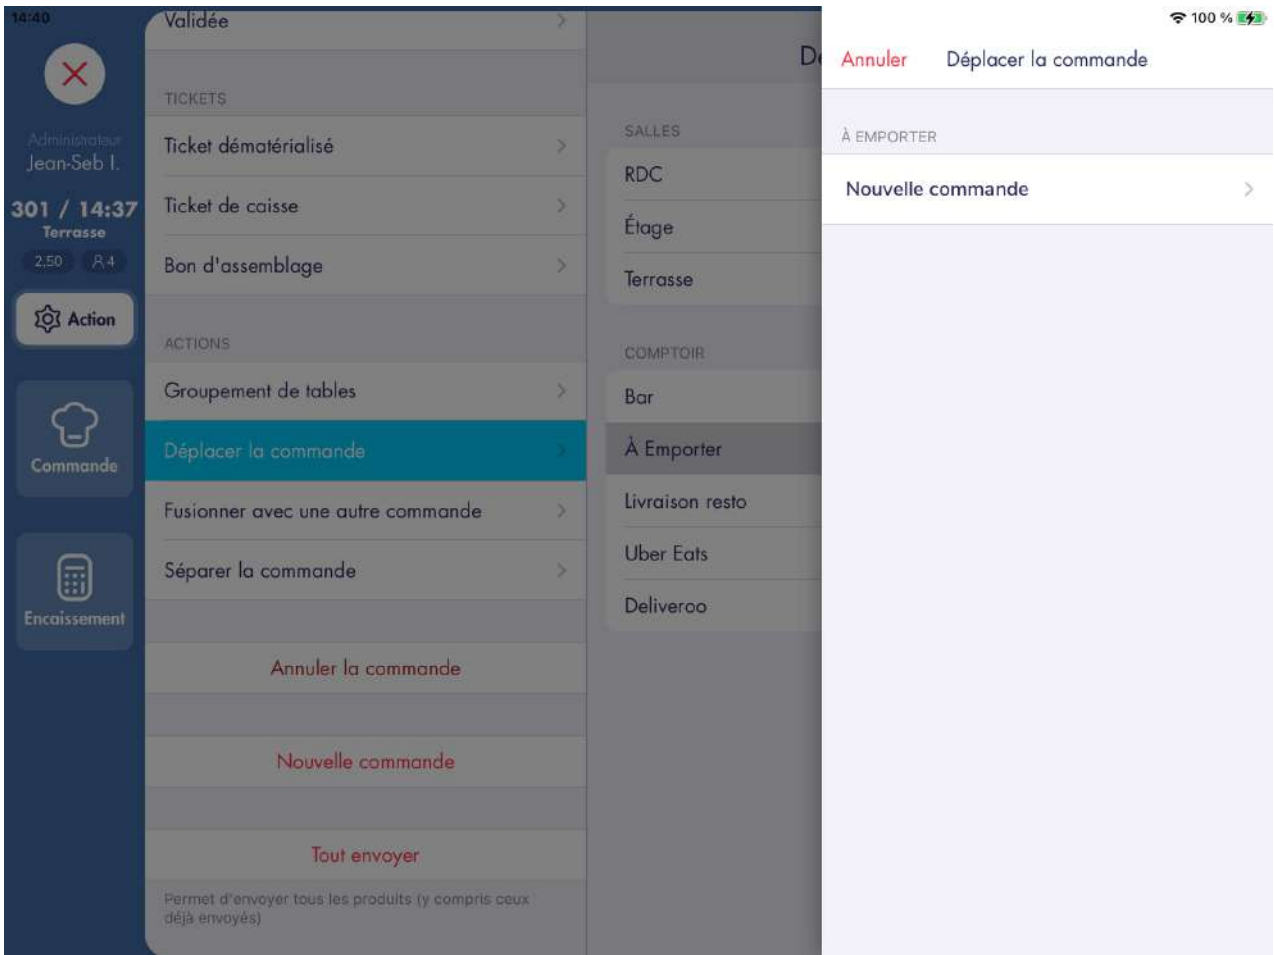 14:40
100 %
Administrateur
Jean-Seb I.
301 / 14:37
Terrasse
2,50
4
Action
Commande
Encaissement
Validée
TICKETS
Ticket dématérialisé
Ticket de caisse
Bon d'assemblage
ACTIONS
Groupement de tables
Déplacer la commande
Fusionner avec une autre commande
Séparer la commande
Annuler la commande
Nouvelle commande
Tout envoyer
Permet d'envoyer tous les produits (y compris ceux
déjà envoyés)
SALLES
RDC
Étage
Terrasse
COMPTOIR
Bar
À Emporter
Livraison resto
Uber Eats
Deliveroo
Annuler Déplacer la commande
À EMPORTER
Nouvelle commande